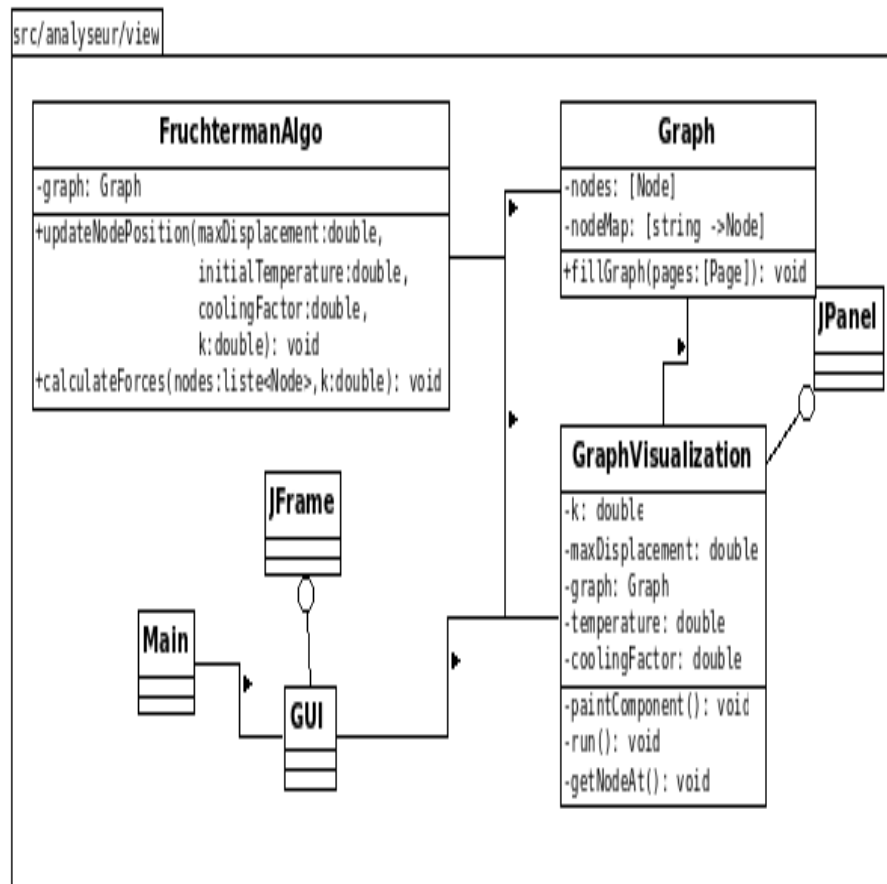 src/analyseur/view
FruchtermanAlgo
-graph: Graph
+updateNodePosition(maxDisplacement:double,
initialTemperature:double,
coolingFactor:double,
k:double): void
+calculateForces(nodes:liste<Node>,k:double): void
Graph
-nodes: [Node]
-nodeMap: [string ->Node]
+fillGraph(pages:[Page]): void
JPanel
GraphVisualization
-k: double
-maxDisplacement: double
-graph: Graph
-temperature: double
-coolingFactor: double
-paintComponent(): void
-run(): void
-getNodeAt(): void
JFrame
Main
GUI